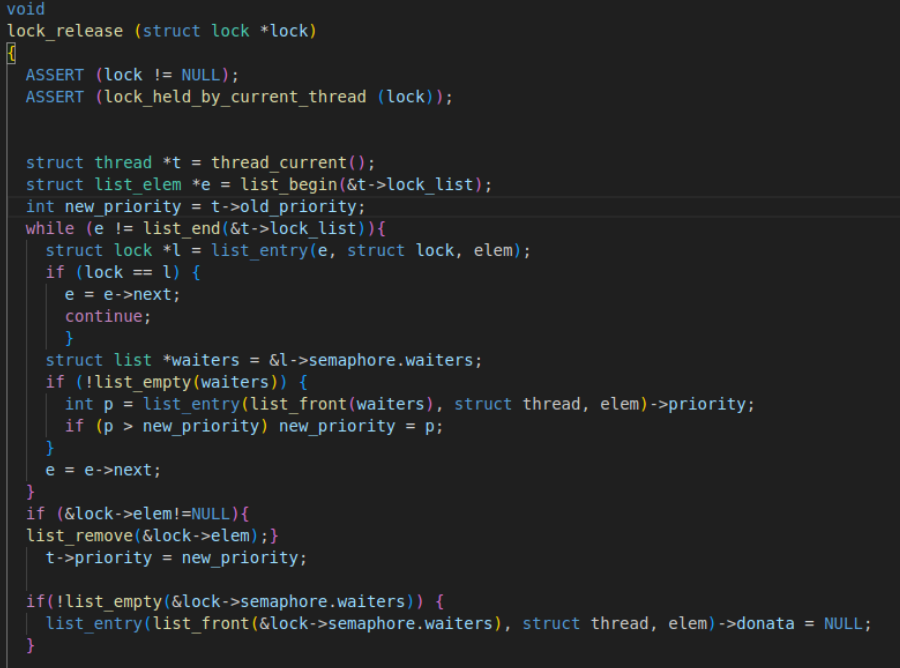 void
lock_release (struct lock *lock)
{
ASSERT (lock != NULL);
ASSERT (lock_held_by_current_thread (lock));
struct thread *t = thread_current();
struct list_elem *e = list_begin(&t->lock_list);
int new_priority = t->old_priority;
while (e != list_end(&t->lock_list)){
struct lock *l = list_entry(e, struct lock, elem);
if (lock == l) {
e = e->next;
continue;
}
struct list *waiters = &l->semaphore.waiters;
if (!list_empty(waiters)) {
int p = list_entry(list_front(waiters), struct thread, elem)->priority;
if (p > new_priority) new_priority = p;
}
e = e->next;
}
if (&lock->elem!=NULL){
list_remove(&lock->elem);}
t->priority = new_priority;
if(!list_empty(&lock->semaphore.waiters)) {
list_entry(list_front(&lock->semaphore.waiters), struct thread, elem)->donata = NULL;
}